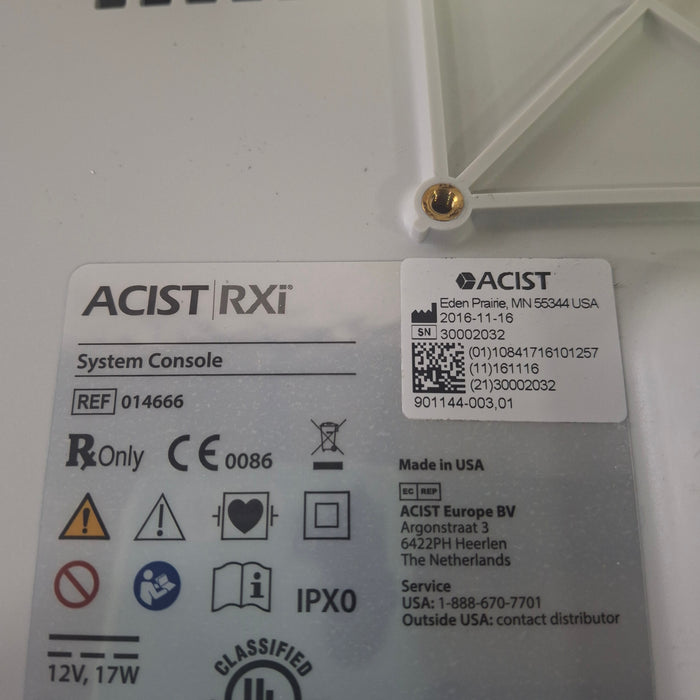 ACIST|RXi
System Console
REF 014666
Rx Only CE 0086
IPX0
12V, 17W
CLASSIFIED
UL
ACIST
Eden Prairie, MN 55344 USA
2016-11-16
SN 30002032
(01)10841716101257
(11)161116
(21)30002032
901144-003,01
Made in USA
EC REP
ACIST Europe BV
Argonstraat 3
6422PH Heerlen
The Netherlands
Service
USA: 1-888-670-7701
Outside USA: contact distributor